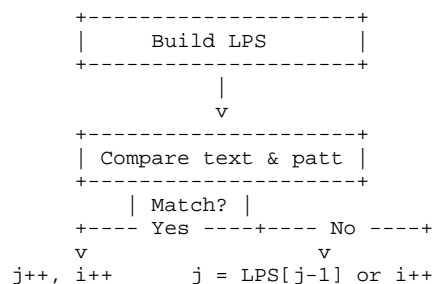 Build LPS
|
v
Compare text & patt
| Match? |
+---- Yes ----+---- No ----+
v v
j++, i++ j = LPS[j-1] or i++